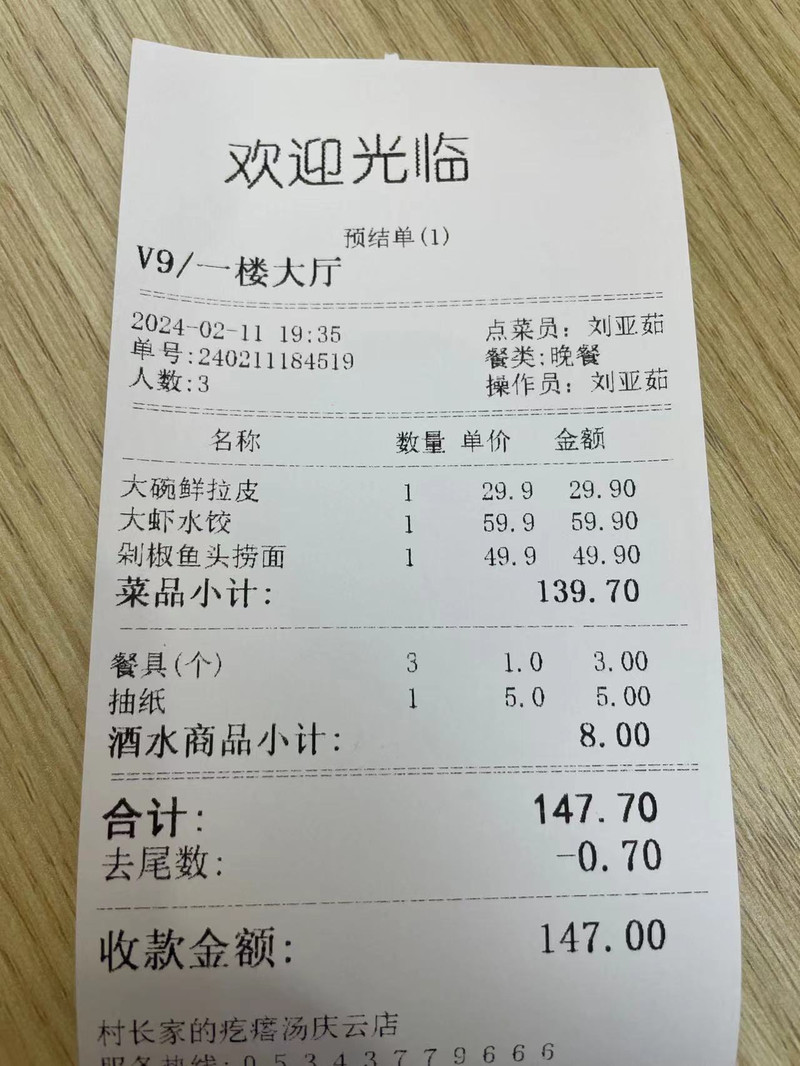 欢迎光临
预结单(1)
V9/一楼大厅
2024-02-11 19:35 点菜员: 刘亚茹
单号:240211184519 餐类:晚餐
人数:3 操作员: 刘亚茹
名称 数量 单价 金额
大碗鲜拉皮 1 29.9 29.90
大虾水饺 1 59.9 59.90
剁椒鱼头捞面 1 49.9 49.90
菜品小计: 139.70
餐具(个) 3 1.0 3.00
抽纸 1 5.0 5.00
酒水商品小计: 8.00
合计: 147.70
去尾数: -0.70
收款金额: 147.00
村长家的疙瘩汤庆云店
服务热线: 05343779666